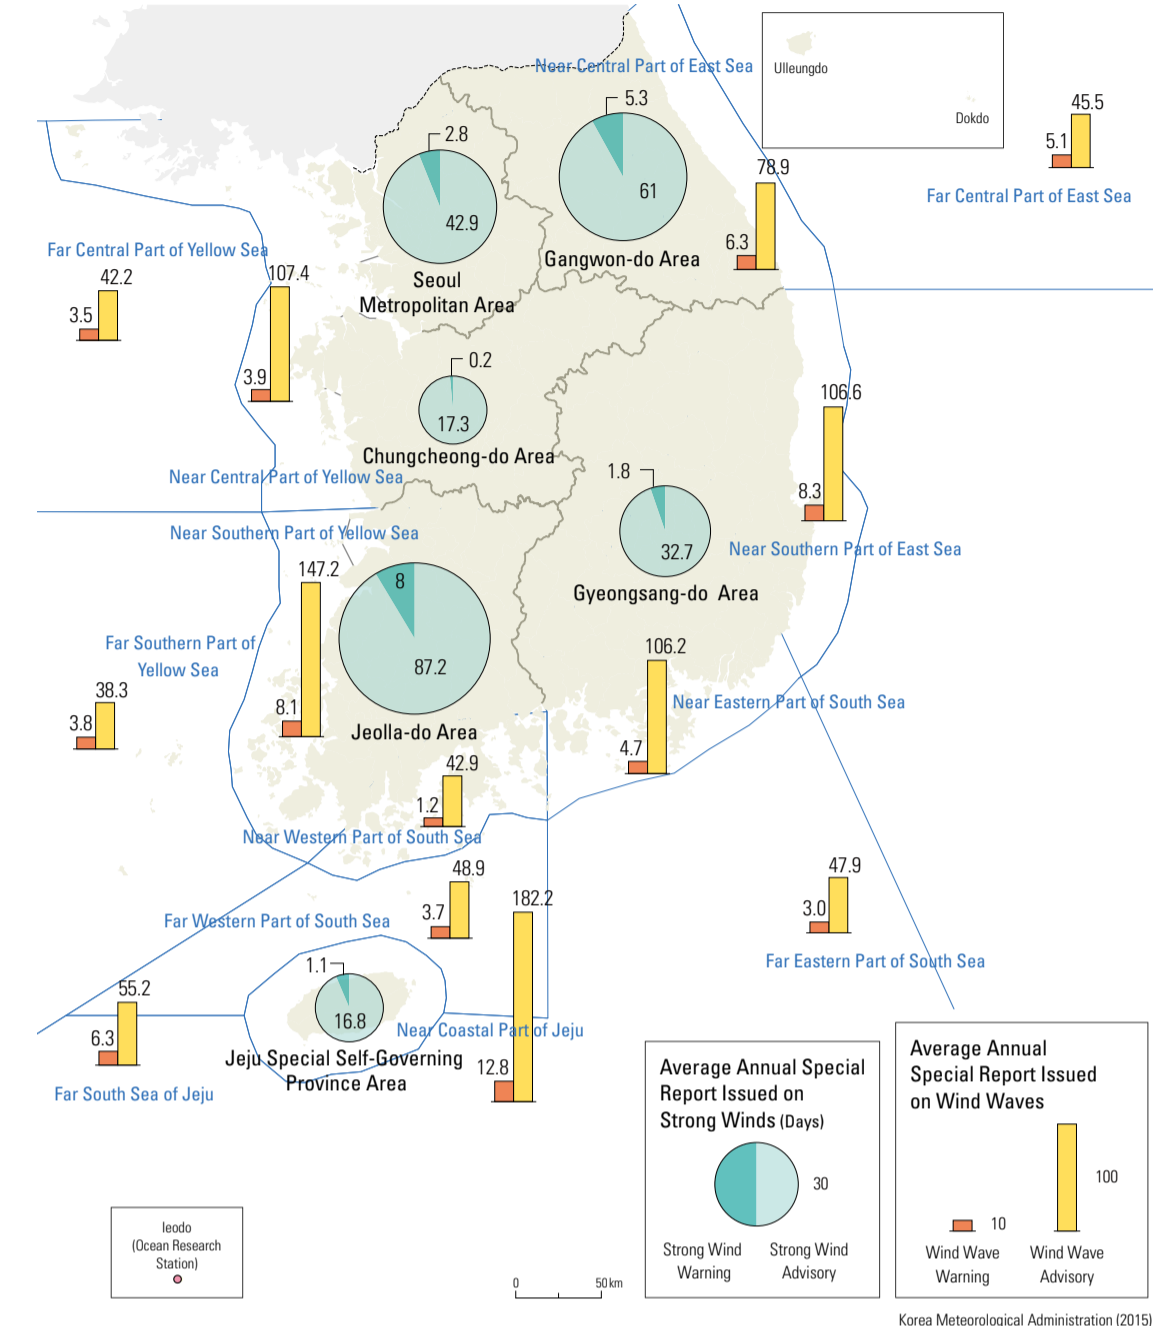 Near Central Part of East Sea
Ulleungdo
Dokdo
45.5
5.1
Far Central Part of East Sea
5.3
61
Gangwon-do Area
78.9
6.3
2.8
42.9
Seoul
Metropolitan Area
Far Central Part of Yellow Sea
42.2
3.5
107.4
3.9
0.2
17.3
Chungcheong-do Area
Near Central Part of Yellow Sea
106.6
8.3
Near Southern Part of East Sea
1.8
32.7
Gyeongsang-do Area
Near Southern Part of Yellow Sea
147.2
8.1
8
87.2
Jeolla-do Area
Far Southern Part of
Yellow Sea
38.3
3.8
106.2
4.7
Near Eastern Part of South Sea
42.9
1.2
Near Western Part of South Sea
48.9
3.7
Far Western Part of South Sea
182.2
12.8
Near Coastal Part of Jeju
47.9
3.0
Far Eastern Part of South Sea
1.1
16.8
Jeju Special Self-Governing
Province Area
55.2
6.3
Far South Sea of Jeju
Ieodo
(Ocean Research
Station)
0 50 km
Average Annual Special
Report Issued on
Strong Winds (Days)
30
Strong Wind
Warning
Strong Wind
Advisory
Average Annual
Special Report Issued
on Wind Waves
100
10
Wind Wave
Warning
Wind Wave
Advisory
Korea Meteorological Administration (2015)